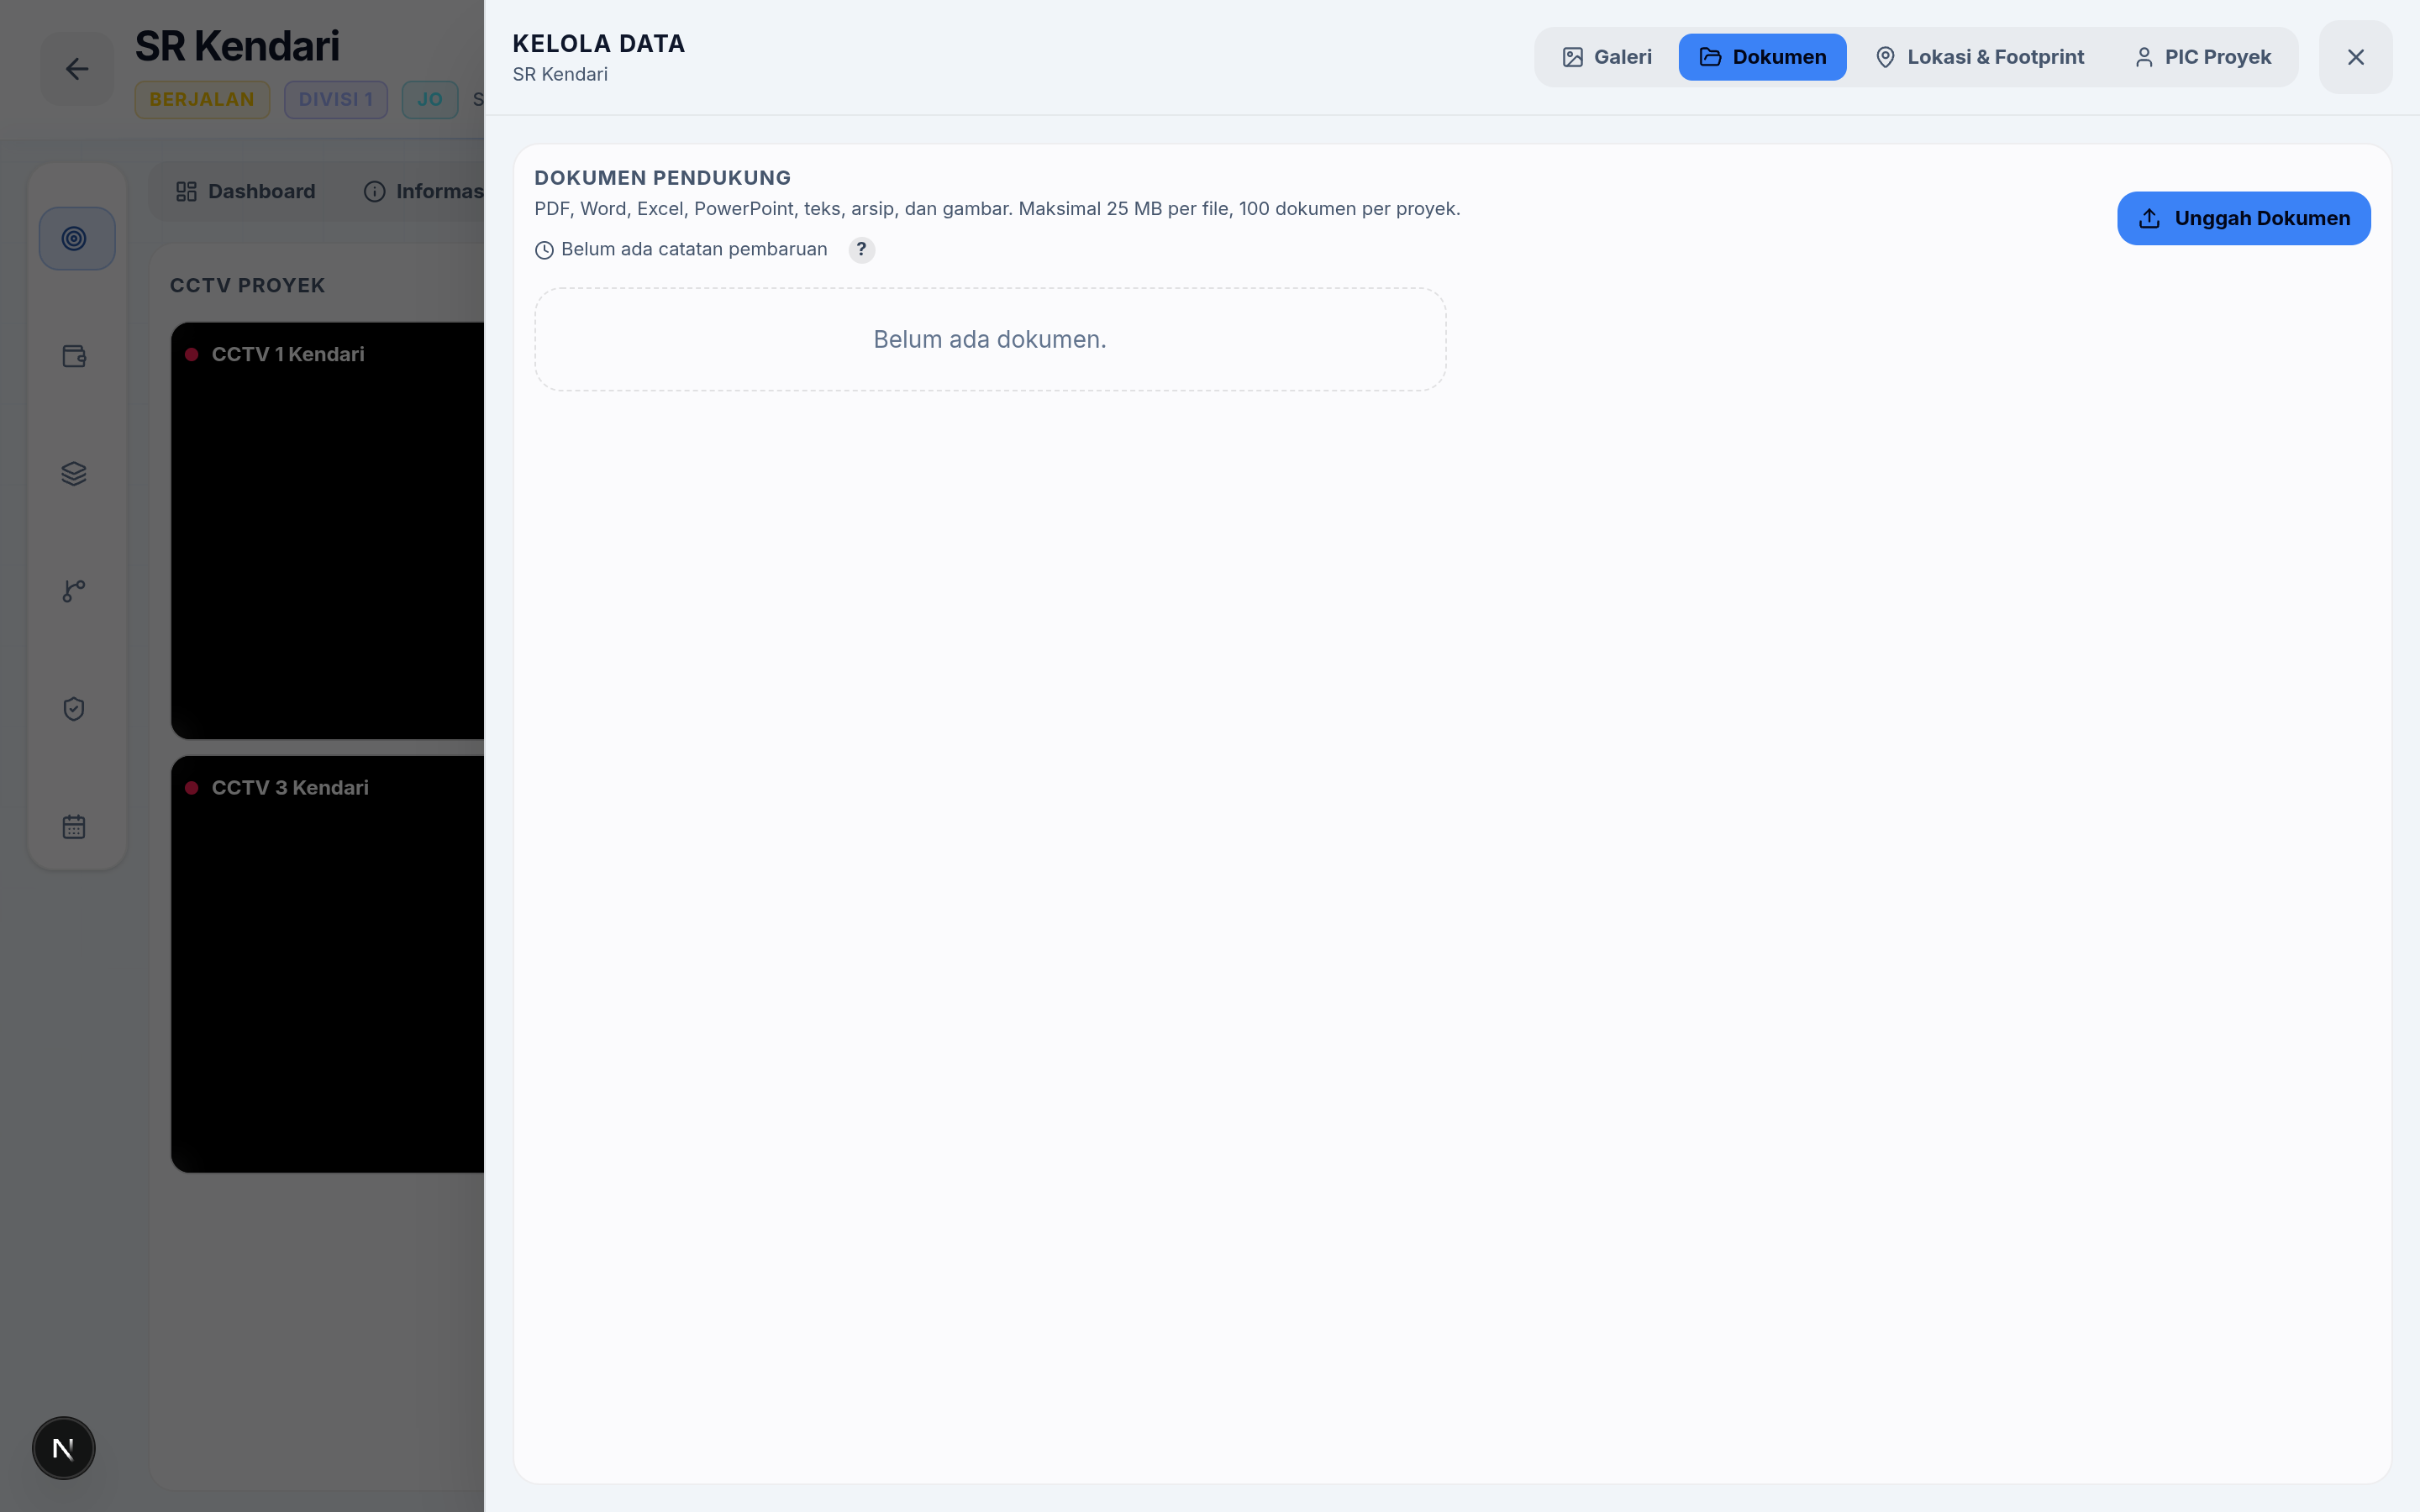 SR Kendari
BERJALAN
DIVISI 1
JO
S
Dashboard
Informas
CCTV PROYEK
CCTV 1 Kendari
CCTV 3 Kendari
N
KELOLA DATA
SR Kendari
Galeri
Dokumen
Lokasi & Footprint
PIC Proyek
DOKUMEN PENDUKUNG
PDF, Word, Excel, PowerPoint, teks, arsip, dan gambar. Maksimal 25 MB per file, 100 dokumen per proyek.
Belum ada catatan pembaruan ?
Unggah Dokumen
Belum ada dokumen.